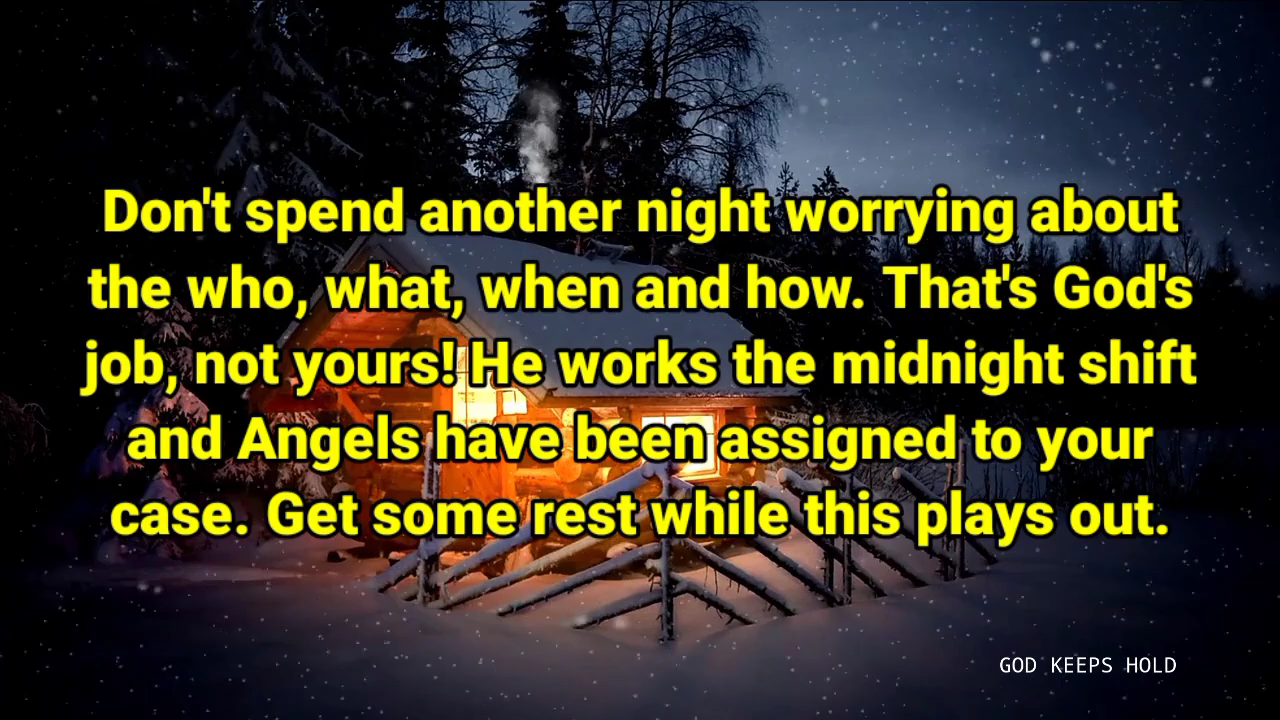 Don't spend another night worrying about
the who, what, when and how. That's God's
job, not yours! He works the midnight shift
and Angels have been assigned to your
case. Get some rest while this plays out.
GOD KEEPS HOLD